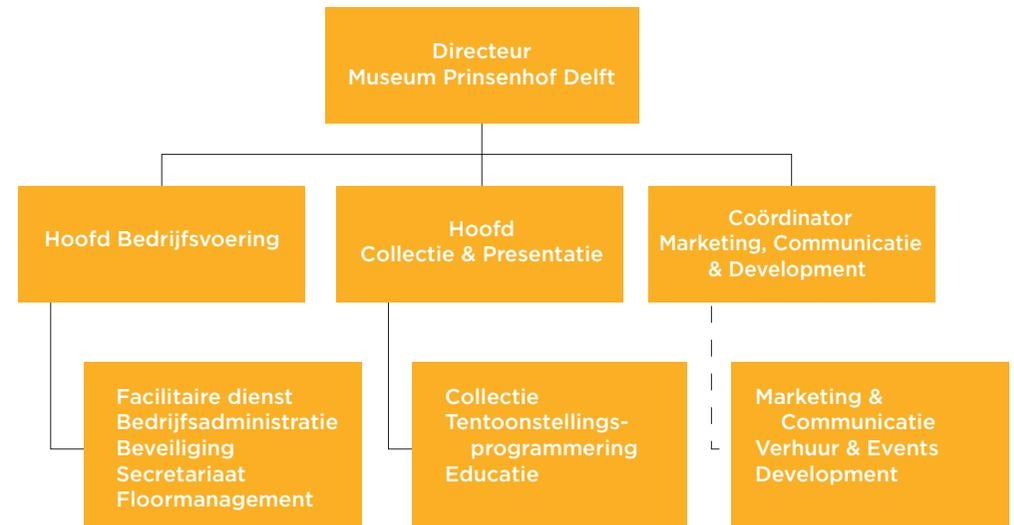 Directeur
Museum Prinsenhof Delft
Hoofd Bedrijfsvoering
Hoofd
Collectie & Presentatie
Coördinator
Marketing, Communicatie
& Development
Facilitaire dienst
Bedrijfsadministratie
Beveiliging
Secretariaat
Floormanagement
Collectie
Tentoonstellings-
programmering
Educatie
Marketing &
Communicatie
Verhuur & Events
Development